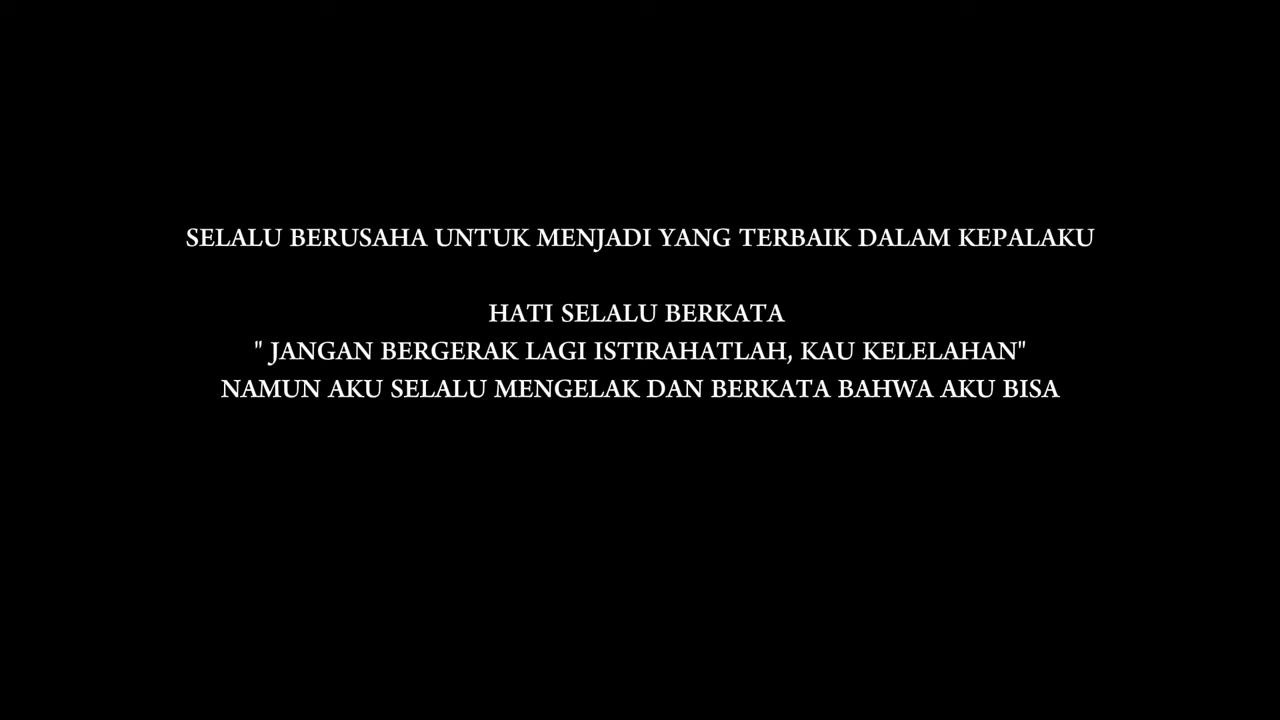 SELALU BERUSAHA UNTUK MENJADI YANG TERBAIK DALAM KEPALAKU
HATI SELALU BERKATA
" JANGAN BERGERAK LAGI ISTIRAHATLAH, KAU KELELAHAN"
NAMUN AKU SELALU MENGELAK DAN BERKATA BAHWA AKU BISA